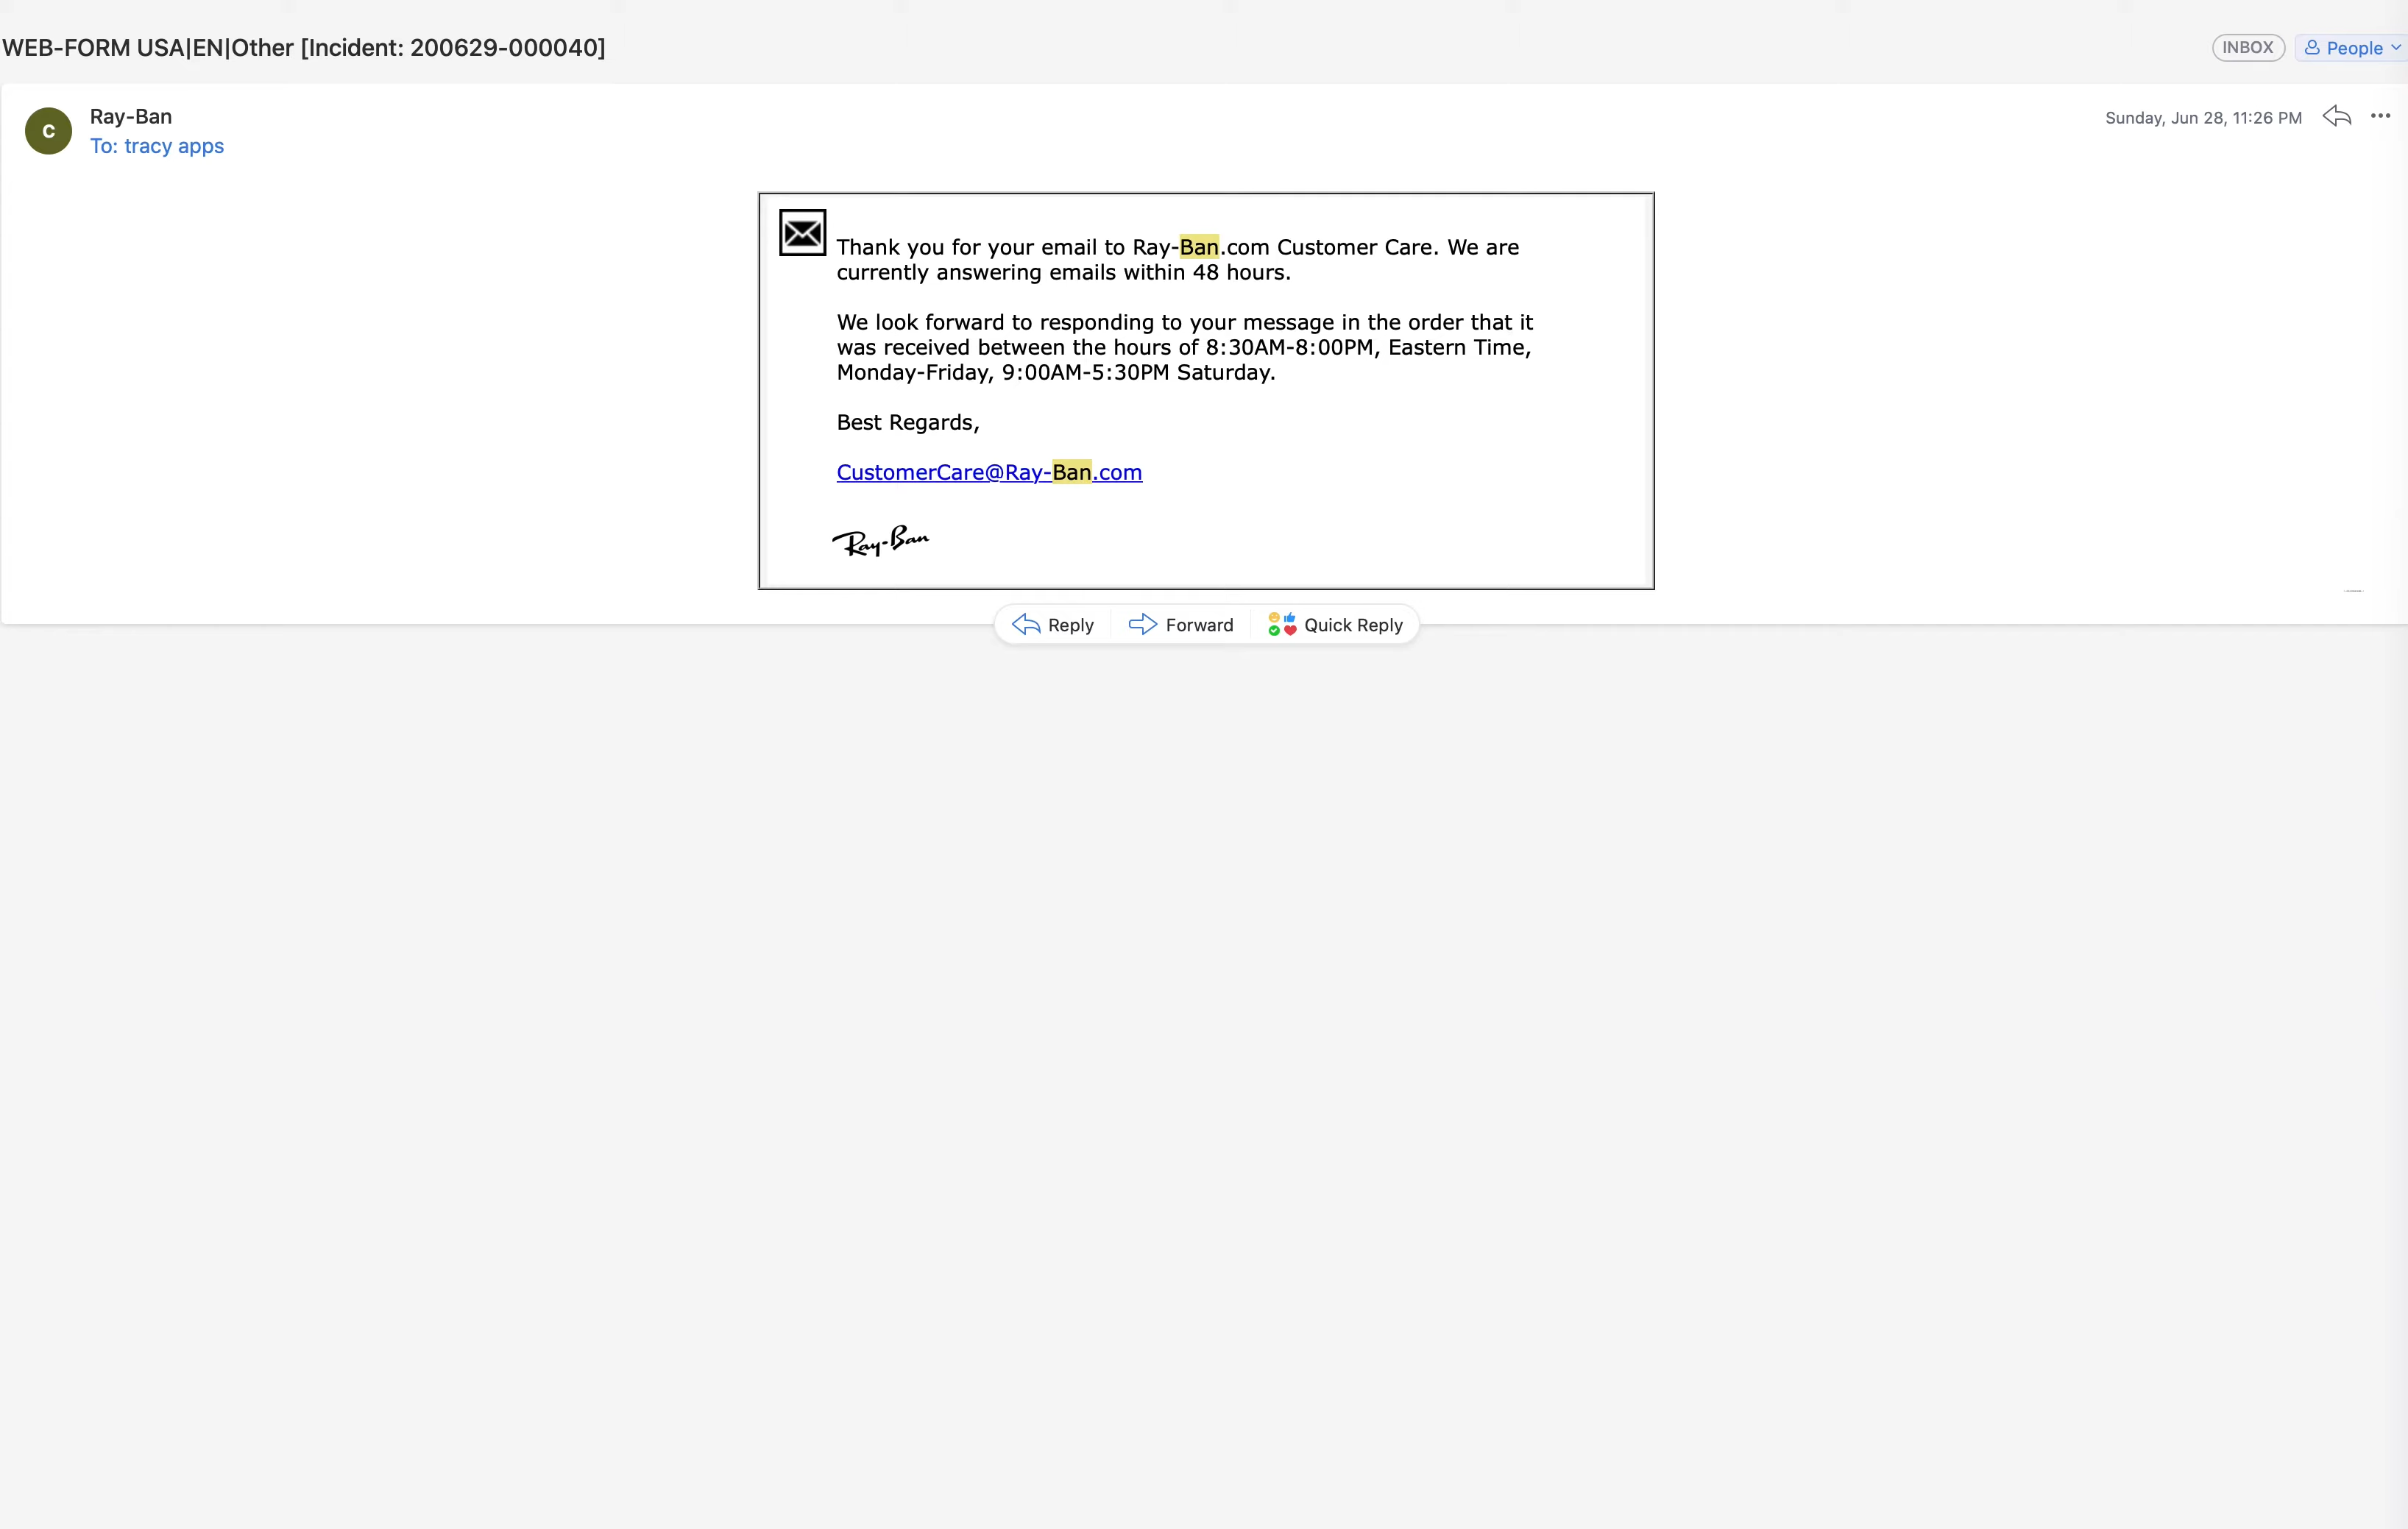 WEB-FORM USA|EN|Other [Incident: 200629-000040]
INBOX
People
C
Ray-Ban
To: tracy apps
Sunday, Jun 28, 11:26 PM
Thank you for your email to Ray-Ban.com Customer Care. We are
currently answering emails within 48 hours.
We look forward to responding to your message in the order that it
was received between the hours of 8:30AM-8:00PM, Eastern Time,
Monday-Friday, 9:00AM-5:30PM Saturday.
Best Regards,
CustomerCare@Ray-Ban.com
Ray-Ban
Reply
Forward
Quick Reply